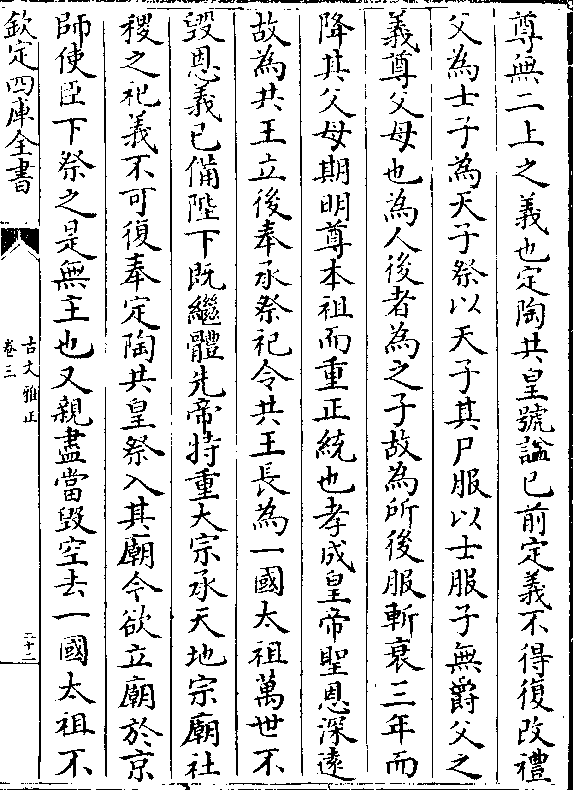 尊無二上之義也定陶共皇號謚已前定義不得復改禮
父為士子為天子祭以天子其尸服以士服子無爵父之
義尊父母也為人後者為之子故為所後服斬衰三年而
降其父母期明尊本祖而重正統也孝成皇帝聖恩深遠
故為共王立後奉承祭祀令共王長為一國太祖萬世不
毀恩義已備陛下既繼體先帝持重大宗承天地宗廟社
稷之祀義不可復奉定陶共皇祭入其廟今欲立廟於京
師使臣下祭之是無主也又親盡當毀空去一國太祖不
欽定四庫全書
古文雅正
卷三
二十二